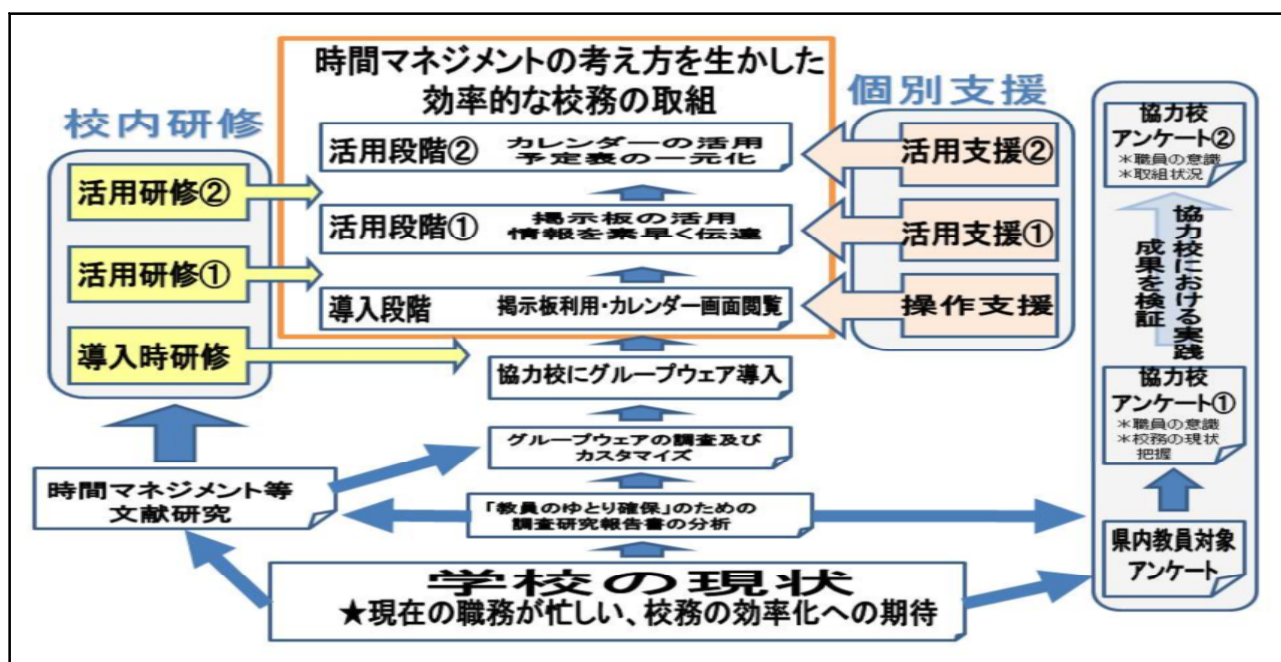 時間マネジメントの考え方を生かした
効率的な校務の取組
校内研修
活用研修②
活用研修①
導入時研修
活用段階②
カレンダーの活用
予定表の一元化
活用段階①
掲示板の活用
情報を素早く伝達
導入段階
掲示板利用・カレンダー画面閲覧
個別支援
活用支援②
活用支援①
操作支援
協力校にグループウェア導入
グループウェアの調査及び
カスタマイズ
時間マネジメント等
文献研究
「教員のゆとり確保」のための
調査研究報告書の分析
学校の現状
★現在の職務が忙しい、校務の効率化への期待
協力校
アンケート②
＊職員の意識
＊取組状況
協力校における実践
成果を検証
協力校
アンケート①
＊職員の意識
＊校務の現状
把握
県内教員対象
アンケート